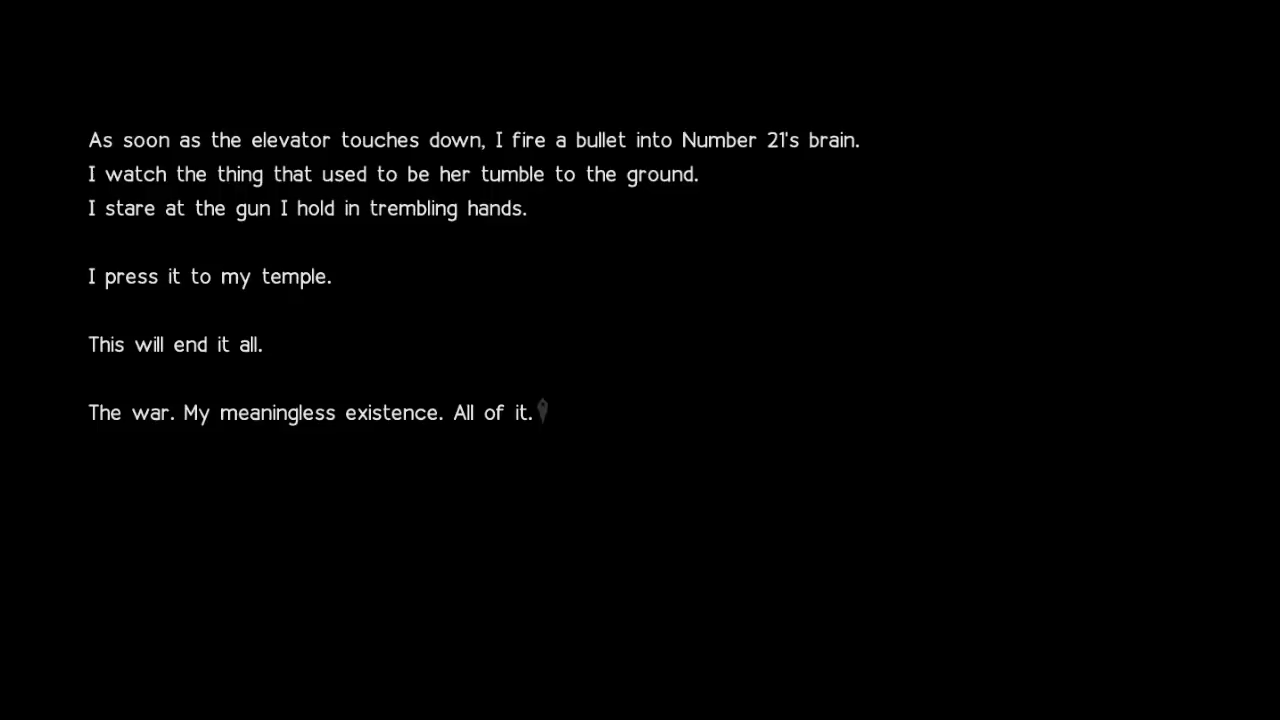 As soon as the elevator touches down, I fire a bullet into Number 21's brain.
I watch the thing that used to be her tumble to the ground.
I stare at the gun I hold in trembling hands.
I press it to my temple.
This will end it all.
The war. My meaningless existence. All of it.